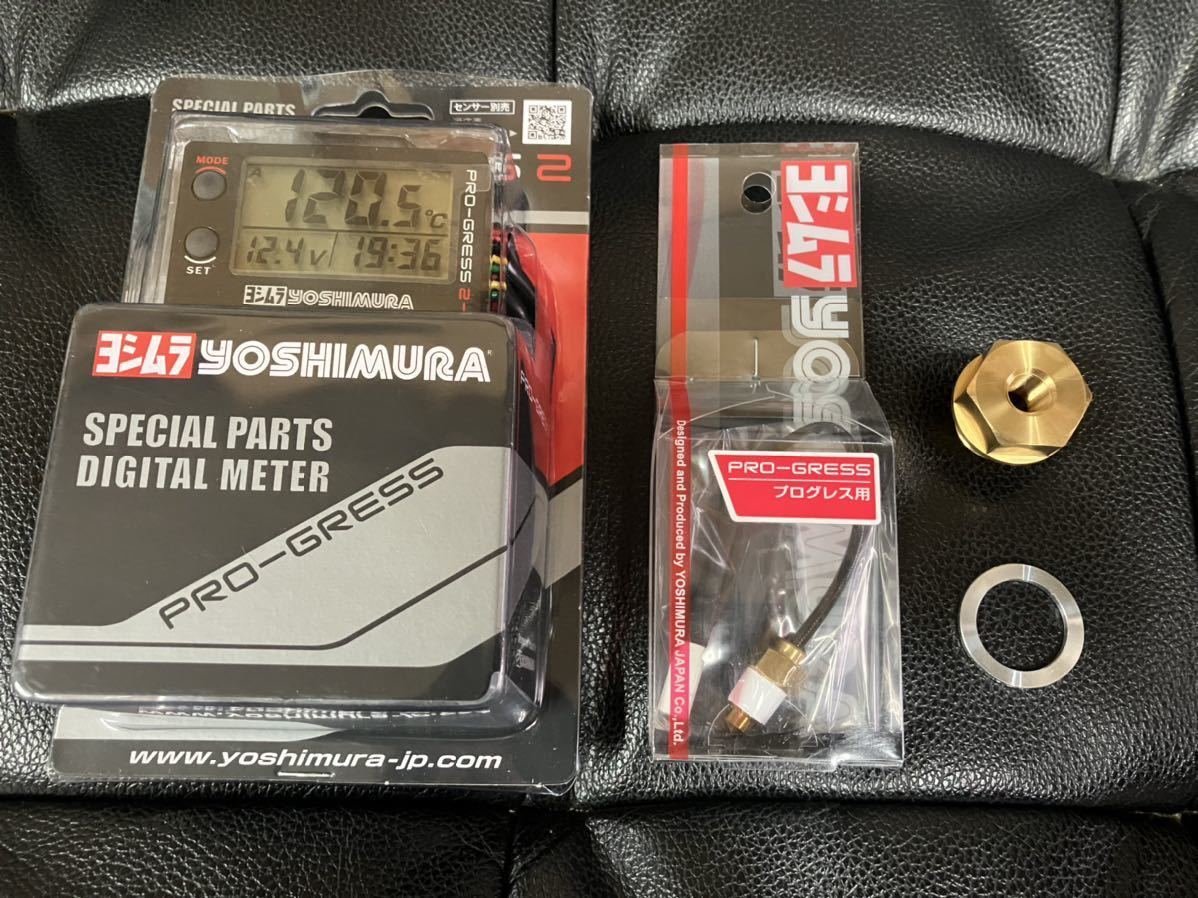 SPECIAL PARTS
センサー別売
S 2
MODE
SET
A
120.5℃
12.4V 19:36
PRO-GRESS 2
ヨシムラ YOSHIMURA
ヨシムラ YOSHIMURA
SPECIAL PARTS
DIGITAL METER
PRO-GRESS
www.yoshimura-jp.com
ヨシムラ
YOS
Designed and Produced by YOSHIMURA JAPAN Co.,Ltd.
PRO-GRESS
プログレス用